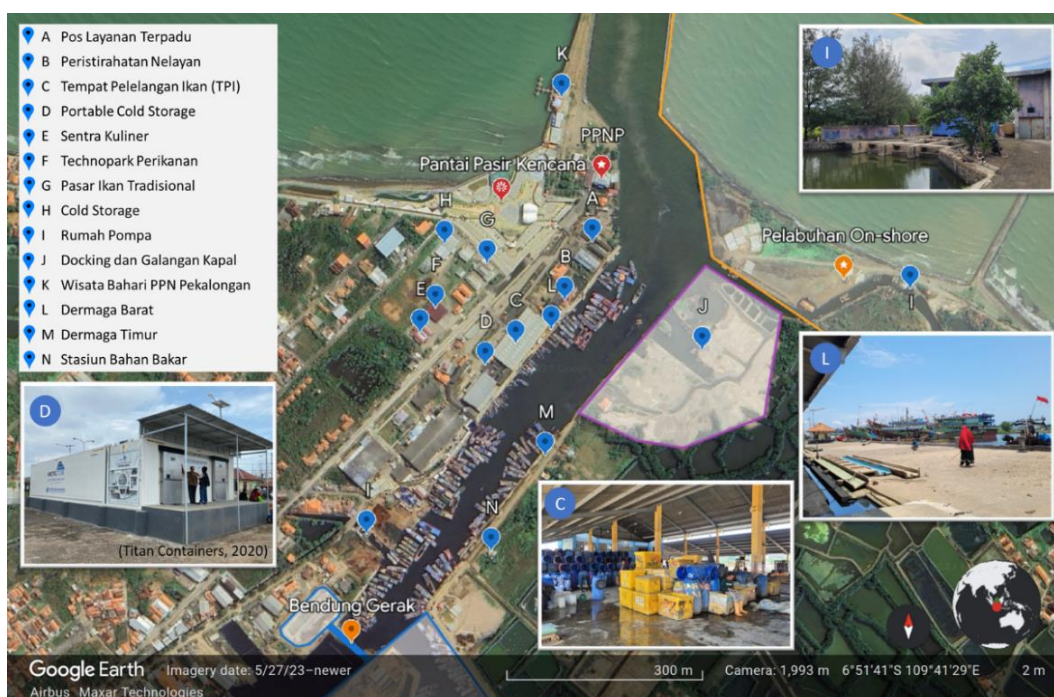 A Pos Layanan Terpadu
B Peristirahatan Nelayan
C Tempat Pelelangan Ikan (TPI)
D Portable Cold Storage
E Sentra Kuliner
F Technopark Perikanan
G Pasar Ikan Tradisional
H Cold Storage
I Rumah Pompa
J Docking dan Galangan Kapal
K Wisata Bahari PPN Pekalongan
L Dermaga Barat
M Dermaga Timur
N Stasiun Bahan Bakar
K
I
PPNP
Pantai Pasir Kencana
A
H
G
Pelabuhan On-shore
F
B
I
E
L
C
J
D
L
D
M
(Titan Containers, 2020)
I
N
C
Bendung Gerak
Google Earth
Imagery date: 5/27/23–newer
300 m
Camera: 1,993 m
6°51'41"S 109°41'29"E
2 m
Airbus Maxar Technologies